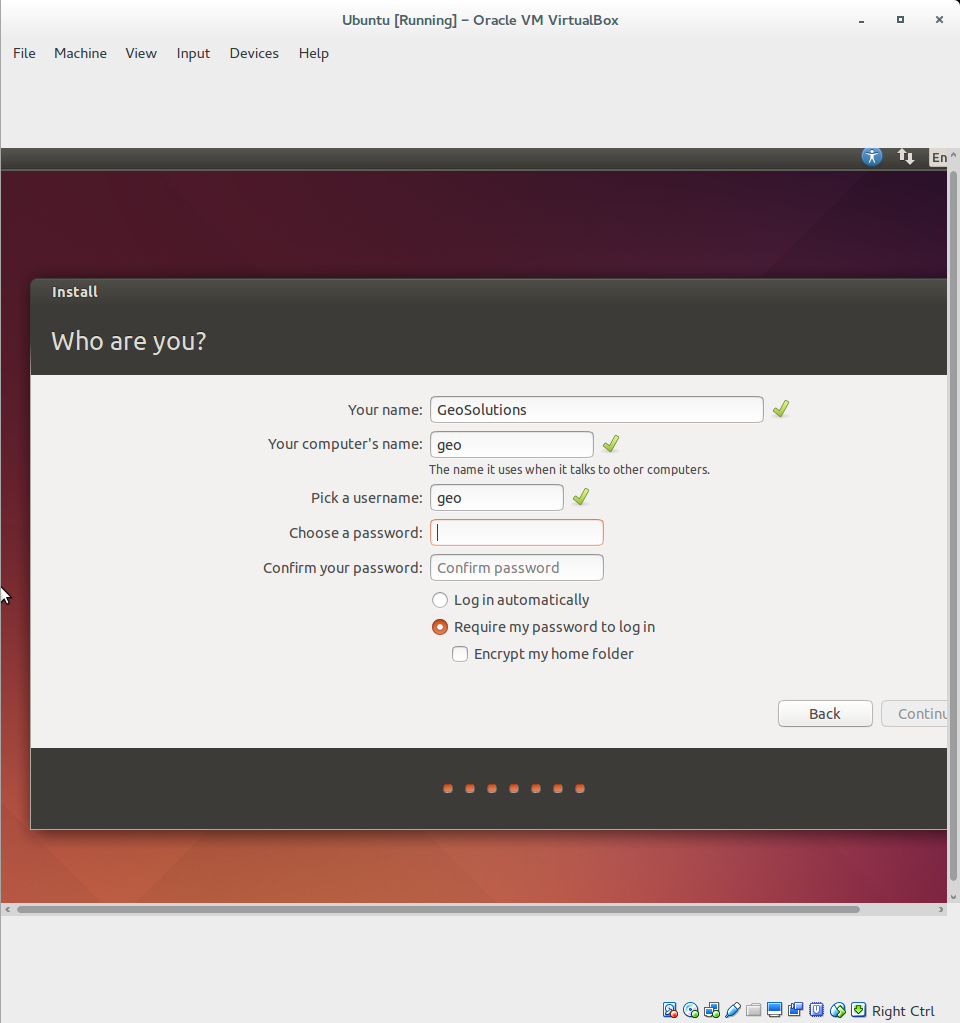 Ubuntu [Running] – Oracle VM VirtualBox
File Machine View Input Devices Help
En
Install
Who are you?
Your name: GeoSolutions
Your computer's name: geo
The name it uses when it talks to other computers.
Pick a username: geo
Choose a password:
Confirm your password: Confirm password
Log in automatically
Require my password to log in
Encrypt my home folder
Back Continu
Right Ctrl